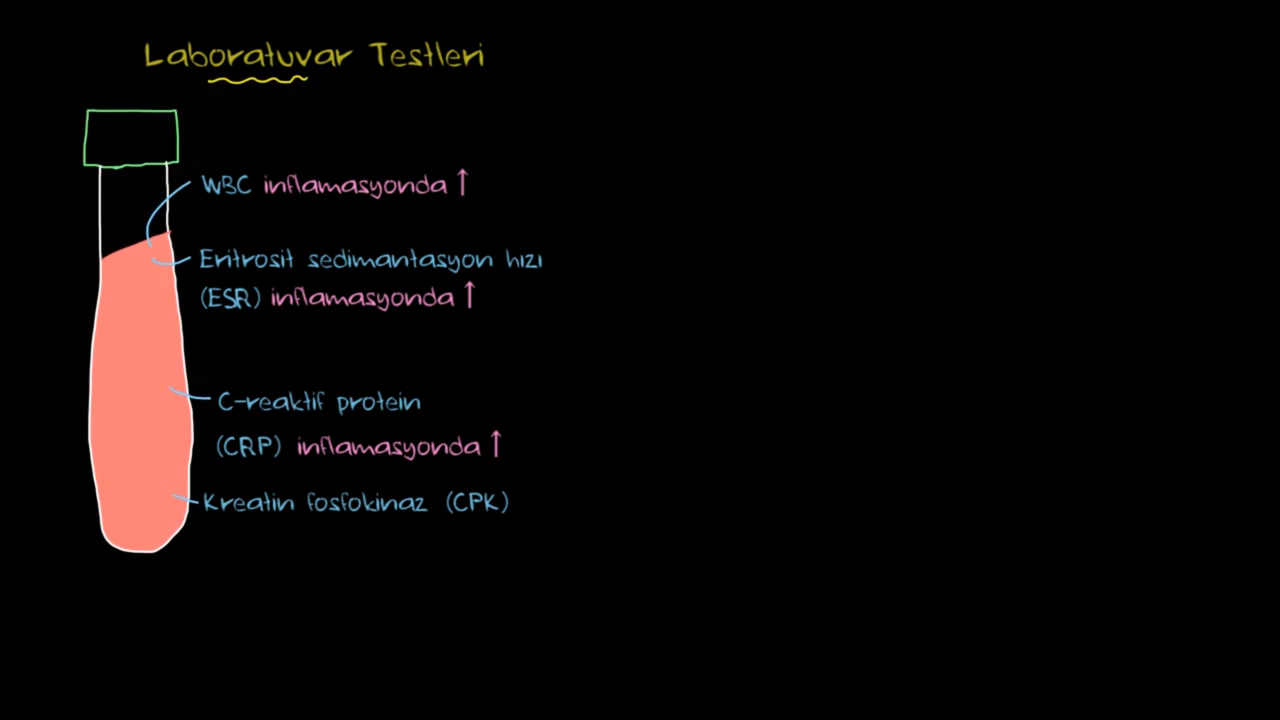 Laboratuvar Testleri
WBC inflamasyonda ↑
Eritrosit sedimantasyon hızı
(ESR) inflamasyonda ↑
C-reaktif protein
(CRP) inflamasyonda ↑
Kreatin fosfokinaz (CPK)